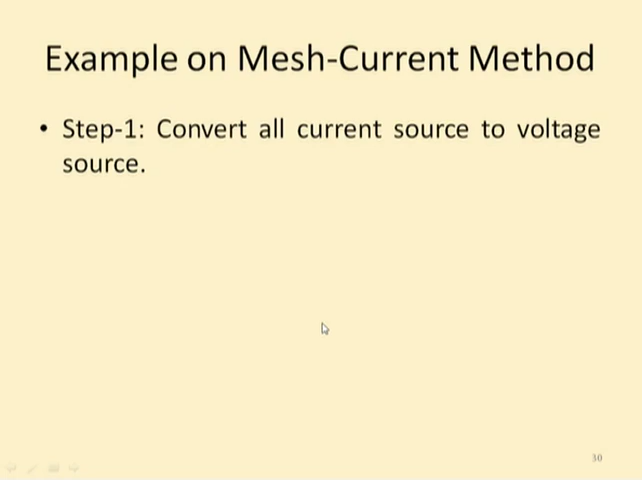 Example on Mesh-Current Method
• Step-1: Convert all current source to voltage
source.
30